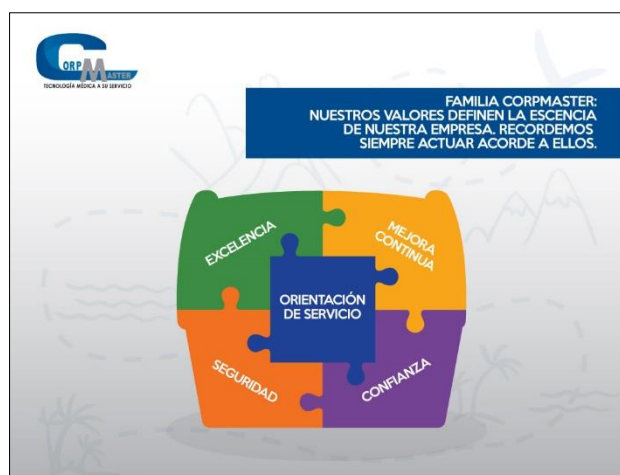 CORP
MASTER
TECNOLOGÍA MÉDICA A SU SERVICIO
FAMILIA CORPMASTER:
NUESTROS VALORES DEFINEN LA ESCENCIA
DE NUESTRA EMPRESA. RECORDEMOS
SIEMPRE ACTUAR ACORDE A ELLOS.
EXCELENCIA
MEJORA
CONTINUA
ORIENTACIÓN
DE SERVICIO
SEGURIDAD
CONFIANZA